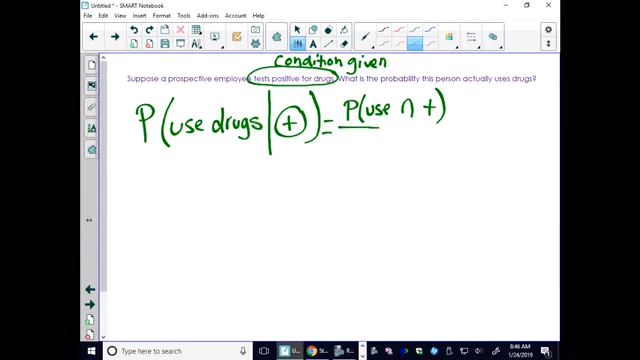 Untitled * - SMART Notebook
File Edit View Insert Format Tools Add-ons Help
condition given
Suppose a prospective employee tests positive for drugs. What is the probability this person actually uses drugs?
P(use drugs | +) = P(use ∩ +)
Type here to search
8:46 AM
1/24/2019